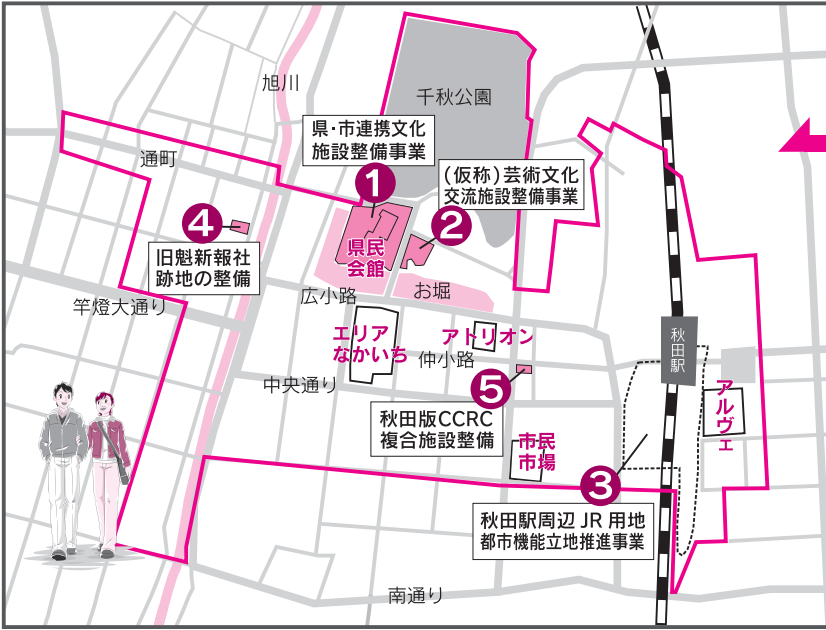 旭川
千秋公園
県・市連携文化
施設整備事業
1
(仮称)芸術文化
交流施設整備事業
2
通町
4
旧魁新報社
跡地の整備
県民
会館
お堀
広小路
竿燈大通り
エリア
なかいち
アトリオン
仲小路
中央通り
5
秋田版CCRC
複合施設整備
秋田駅
アルヴェ
市民
市場
3
秋田駅周辺 JR 用地
都市機能立地推進事業
南通り